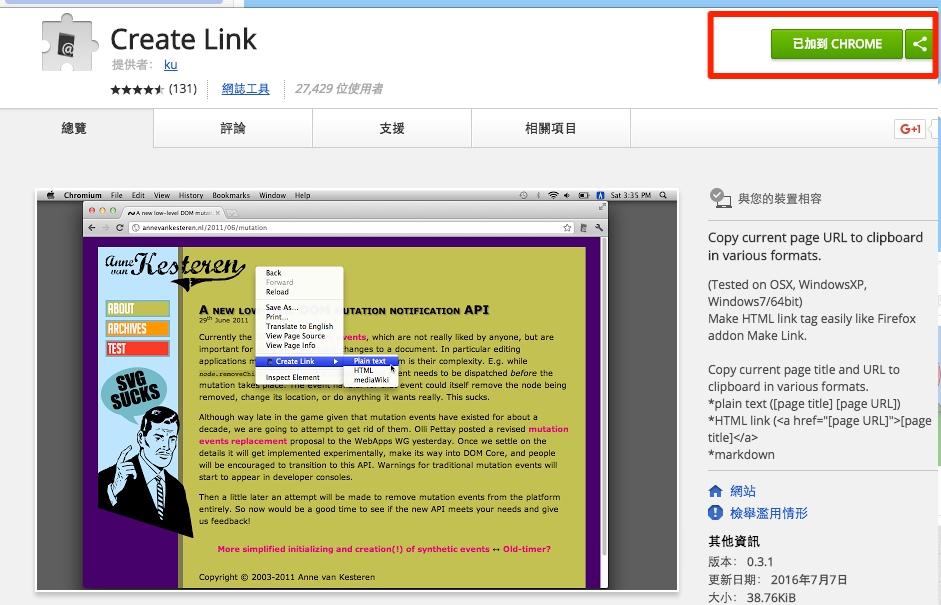 Create Link
提供者： ku
(131) 網誌工具 27,429 位使用者
已加到 CHROME
總覽 評論 支援 相關項目
G+1
Chromium File Edit View History Bookmarks Window Help
Sat 3:35 PM
A new low-level DOM mutat
annevankesteren.nl/2011/06/mutation
Anne van Kesteren
ABOUT
ARCHIVES
TEST
SVG SUCKS
Back
Forward
Reload
Save As...
Print...
Translate to English
View Page Source
View Page Info
Create Link
Inspect Element
Plain text
HTML
mediaWiki
A NEW LOW DOM MUTATION NOTIFICATION API
29th June 2011
Currently the events, which are not really liked by anyone, but are
important for changes to a document. In particular editing
applications m is their complexity. E.g. while
node.removeChi ent needs to be dispatched before the
mutation takes place. The event event could itself remove the node being
removed, change its location, or do anything it wants really. This sucks.
Although way late in the game given that mutation events have existed for about a
decade, we are going to attempt to get rid of them. Olli Pettay posted a revised mutation
events replacement proposal to the WebApps WG yesterday. Once we settle on the
details it will get implemented experimentally, make its way into DOM Core, and people
will be encouraged to transition to this API. Warnings for traditional mutation events will
start to appear in developer consoles.
Then a little later an attempt will be made to remove mutation events from the platform
entirely. So now would be a good time to see if the new API meets your needs and give
us feedback!
More simplified initializing and creation(!) of synthetic events ↔ Old-timer?
Copyright © 2003-2011 Anne van Kesteren
與您的裝置相容
Copy current page URL to clipboard
in various formats.
(Tested on OSX, WindowsXP,
Windows7/64bit)
Make HTML link tag easily like Firefox
addon Make Link.
Copy current page title and URL to
clipboard in various formats.
*plain text ([page title] [page URL])
*HTML link (<a href="[page URL]">[page
title]</a>
*markdown
網站
檢舉濫用情形
其他資訊
版本： 0.3.1
更新日期： 2016年7月7日
大小： 38.76KiB